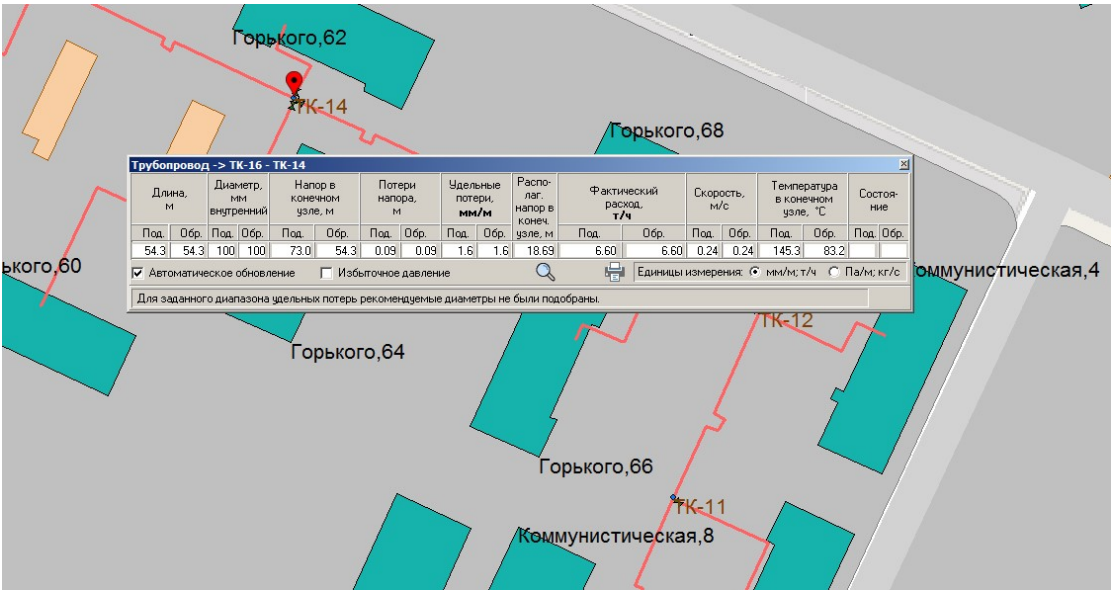 Горького,62
ТК-14
Горького,68
Трубопровод -> ТК-16 - ТК-14
Длина, м
Диаметр, мм внутренний
Напор в конечном узле, м
Потери напора, м
Удельные потери, мм/м
Распо- лаг. напор в конеч. узле, м
Фактический расход, т/ч
Скорость, м/с
Температура в конечном узле, °C
Состоя- ние
Под. Обр. Под. Обр. Под. Обр. Под. Обр. Под. Обр. Под. Обр. Под. Обр. Под. Обр. Под. Обр.
54.3 54.3 100 100 73.0 54.3 0.09 0.09 1.6 1.6 18.69 6.60 6.60 0.24 0.24 145.3 83.2
Автоматическое обновление Избыточное давление Единицы измерения: мм/м; т/ч Па/м; кг/с
Для заданного диапазона удельных потерь рекомендуемые диаметры не были подобраны.
ького,60
оммунистическая,4
ТК-12
Горького,64
Горького,66
ТК-11
Коммунистическая,8